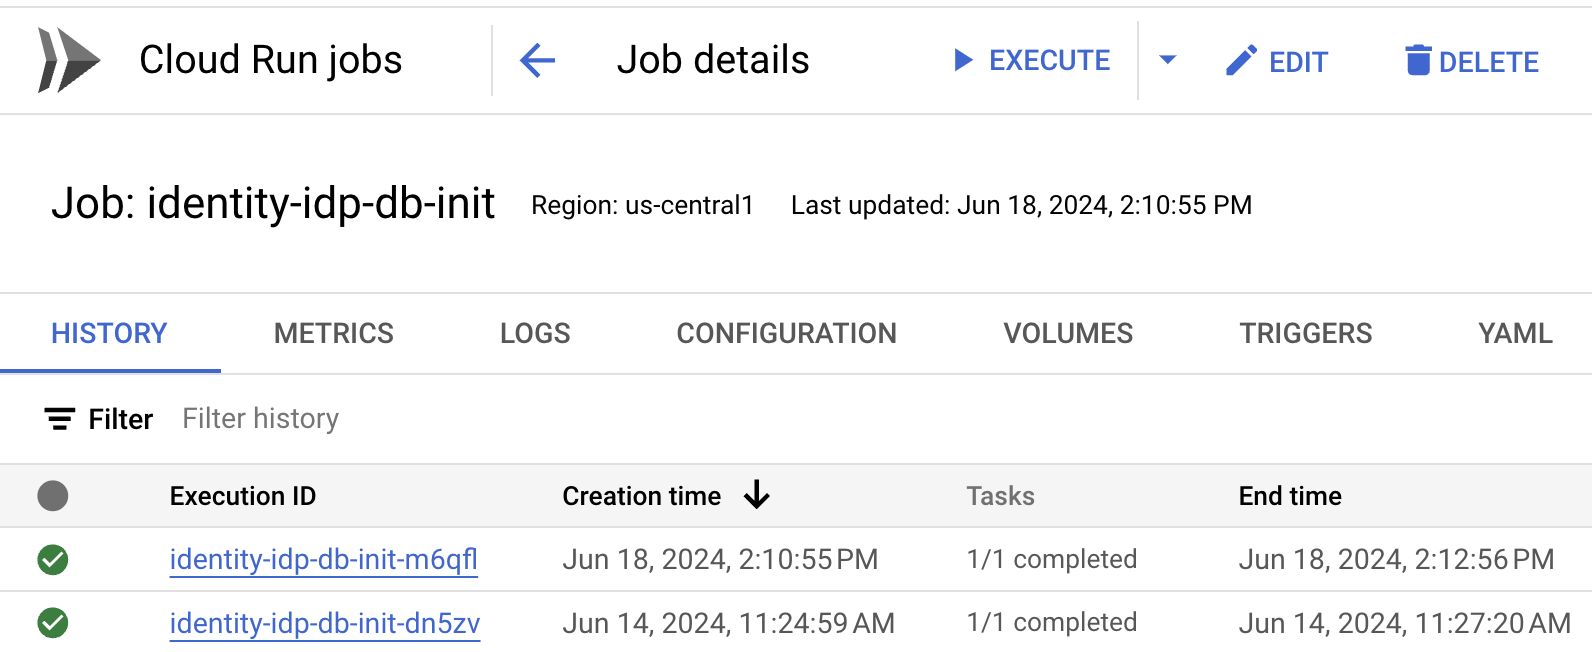 Cloud Run jobs Job details EXECUTE EDIT DELETE
Job: identity-idp-db-init Region: us-central1 Last updated: Jun 18, 2024, 2:10:55 PM
HISTORY METRICS LOGS CONFIGURATION VOLUMES TRIGGERS YAML
Filter Filter history
Execution ID Creation time Tasks End time
identity-idp-db-init-m6qfl Jun 18, 2024, 2:10:55 PM 1/1 completed Jun 18, 2024, 2:12:56 PM
identity-idp-db-init-dn5zv Jun 14, 2024, 11:24:59 AM 1/1 completed Jun 14, 2024, 11:27:20 AM